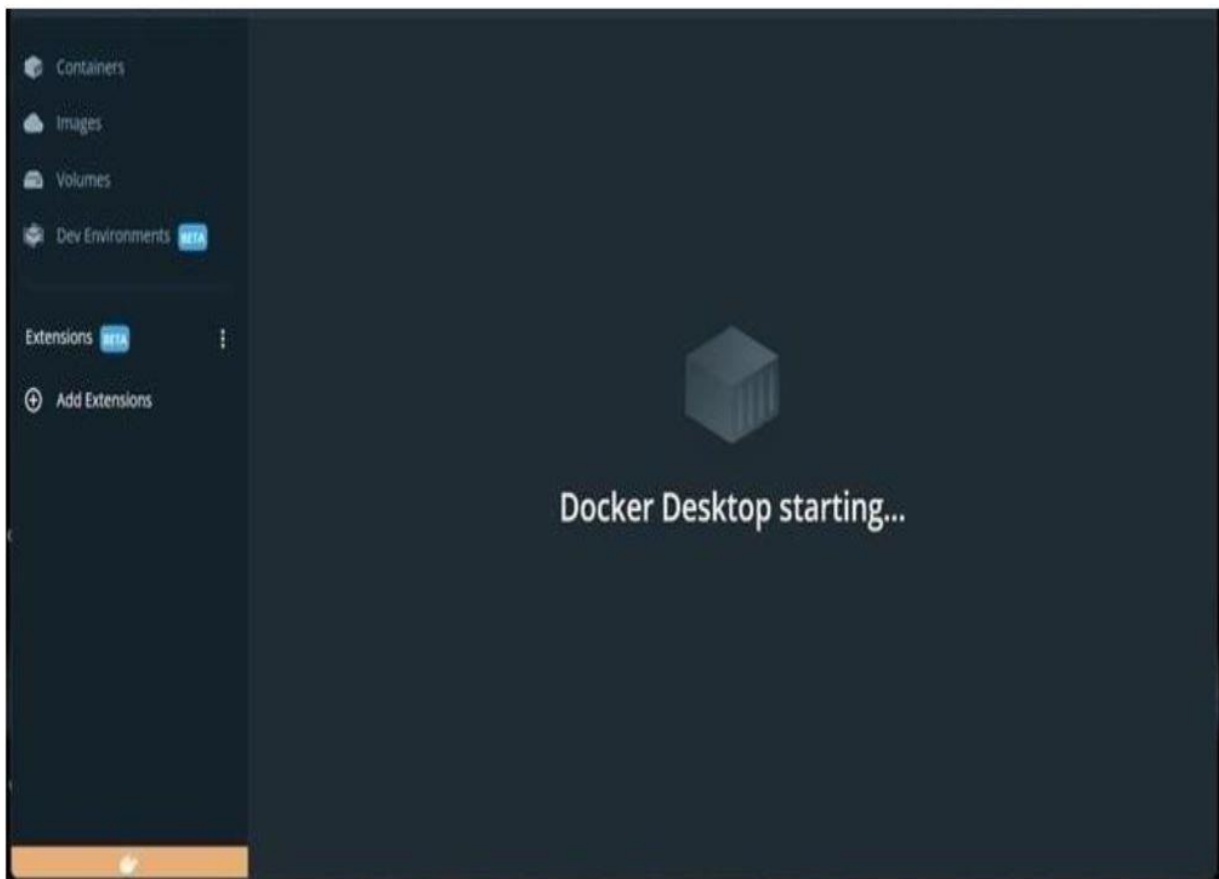 Containers
Images
Volumes
Dev Environments BETA
Extensions BETA
Add Extensions
Docker Desktop starting...